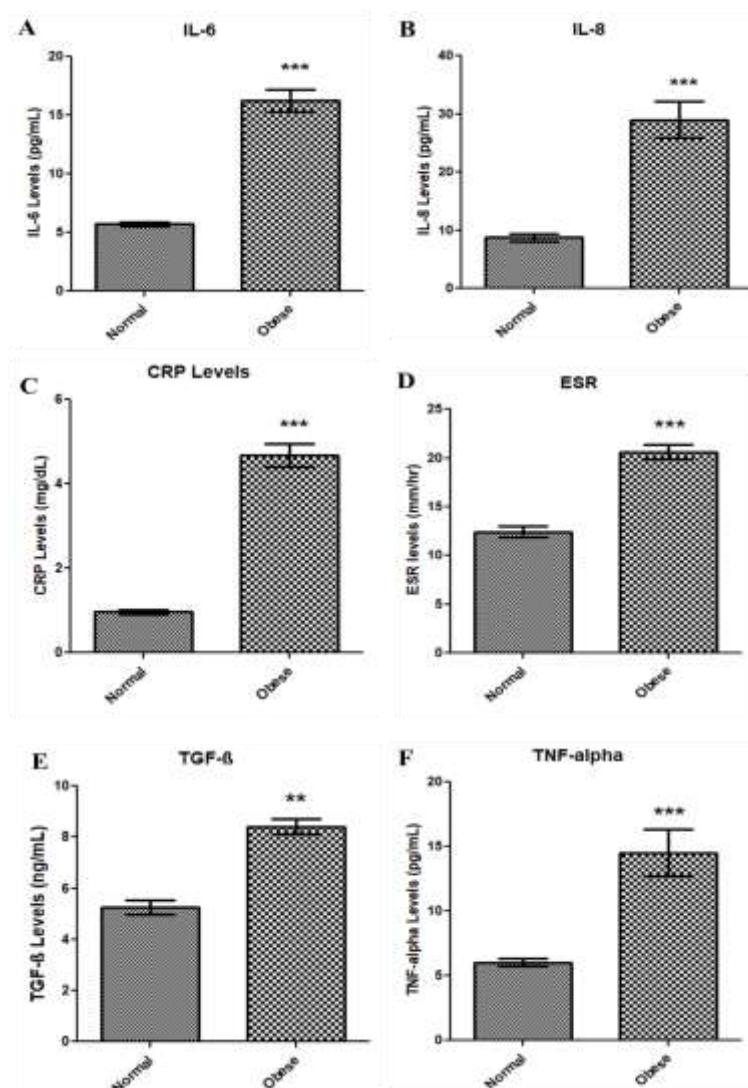 A
IL-6
***
IL-6 Levels (pg/mL)
20
15
10
5
0
Normal
Obese
B
IL-8
***
IL-8 Levels (pg/mL)
40
30
20
10
0
Normal
Obese
C
CRP Levels
***
CRP Levels (mg/dL)
6
4
2
0
Normal
Obese
D
ESR
***
ESR levels (mm/hr)
25
20
15
10
5
0
Normal
Obese
E
TGF-ß
**
TGF-ß Levels (ng/mL)
10
8
6
4
2
0
Normal
Obese
F
TNF-alpha
***
TNF-alpha Levels (pg/mL)
20
15
10
5
0
Normal
Obese